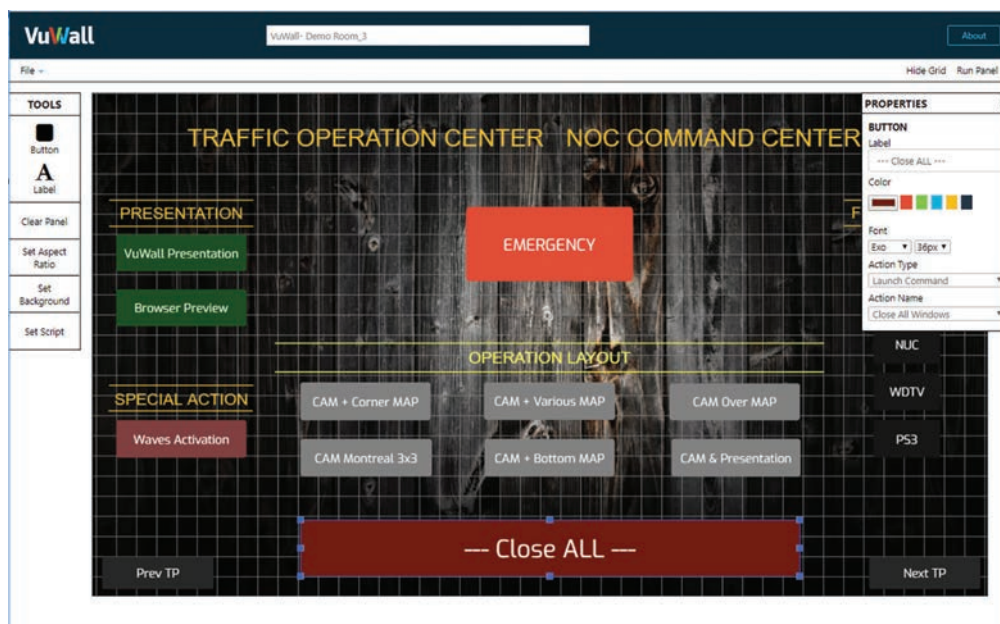 VuWall
VuWall- Demo Room_3
About
File
Hide Grid Run Panel
TOOLS
Button
A
Label
Clear Panel
Set Aspect
Ratio
Set
Background
Set Script
TRAFFIC OPERATION CENTER NOC COMMAND CENTER
PRESENTATION
VuWall Presentation
Browser Preview
EMERGENCY
F
OPERATION LAYOUT
SPECIAL ACTION
Waves Activation
CAM + Corner MAP
CAM + Various MAP
CAM Over MAP
CAM Montreal 3x3
CAM + Bottom MAP
CAM & Presentation
NUC
WDTV
PS3
--- Close ALL ---
Prev TP
Next TP
PROPERTIES
BUTTON
Label
--- Close ALL ---
Color
Font
Exo 36px
Action Type
Launch Command
Action Name
Close All Windows